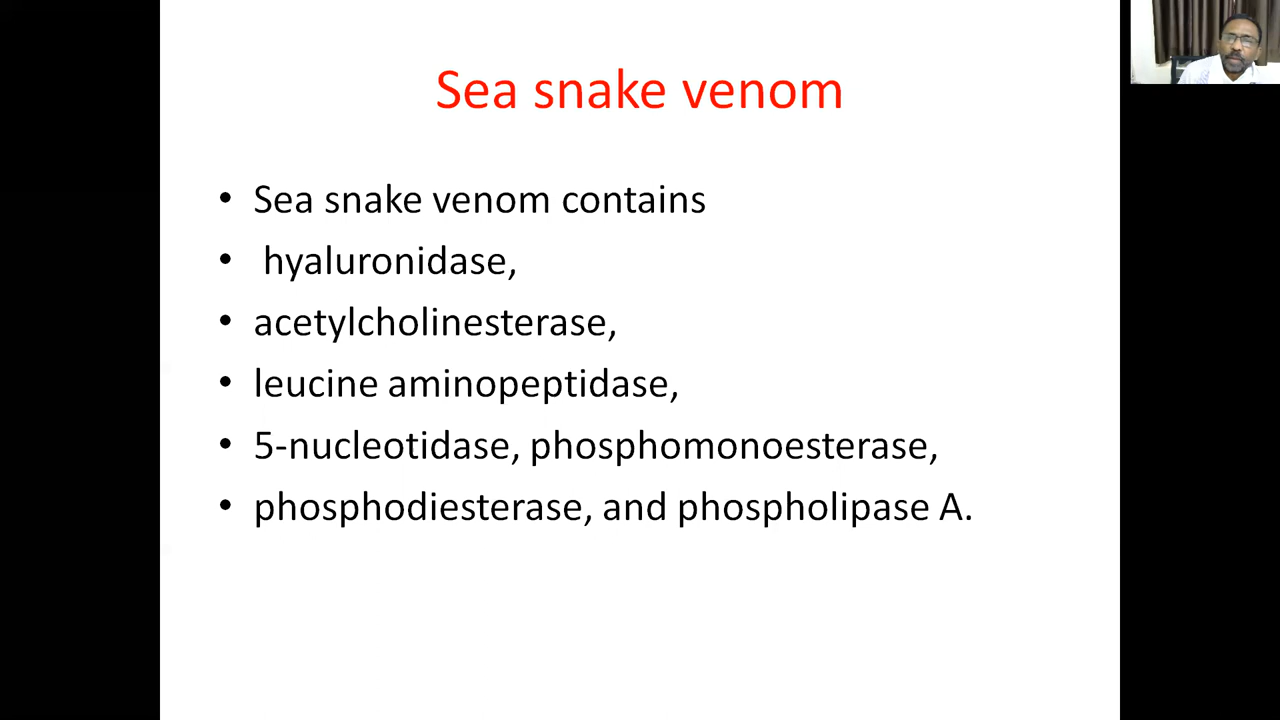 Sea snake venom
• Sea snake venom contains
• hyaluronidase,
• acetylcholinesterase,
• leucine aminopeptidase,
• 5-nucleotidase, phosphomonoesterase,
• phosphodiesterase, and phospholipase A.